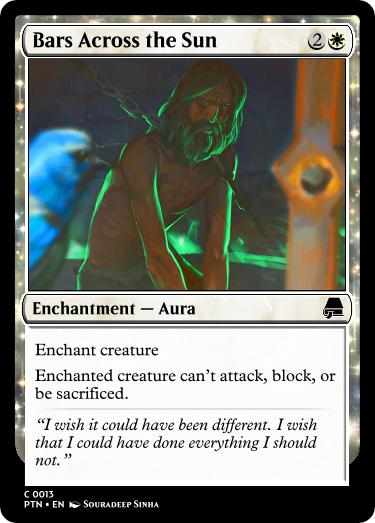 Bars Across the Sun 2
Enchantment — Aura
Enchant creature
Enchanted creature can't attack, block, or
be sacrificed.
"I wish it could have been different. I wish
that I could have done everything I should
not."
C 0013
PTN • EN Souradeep Sinha